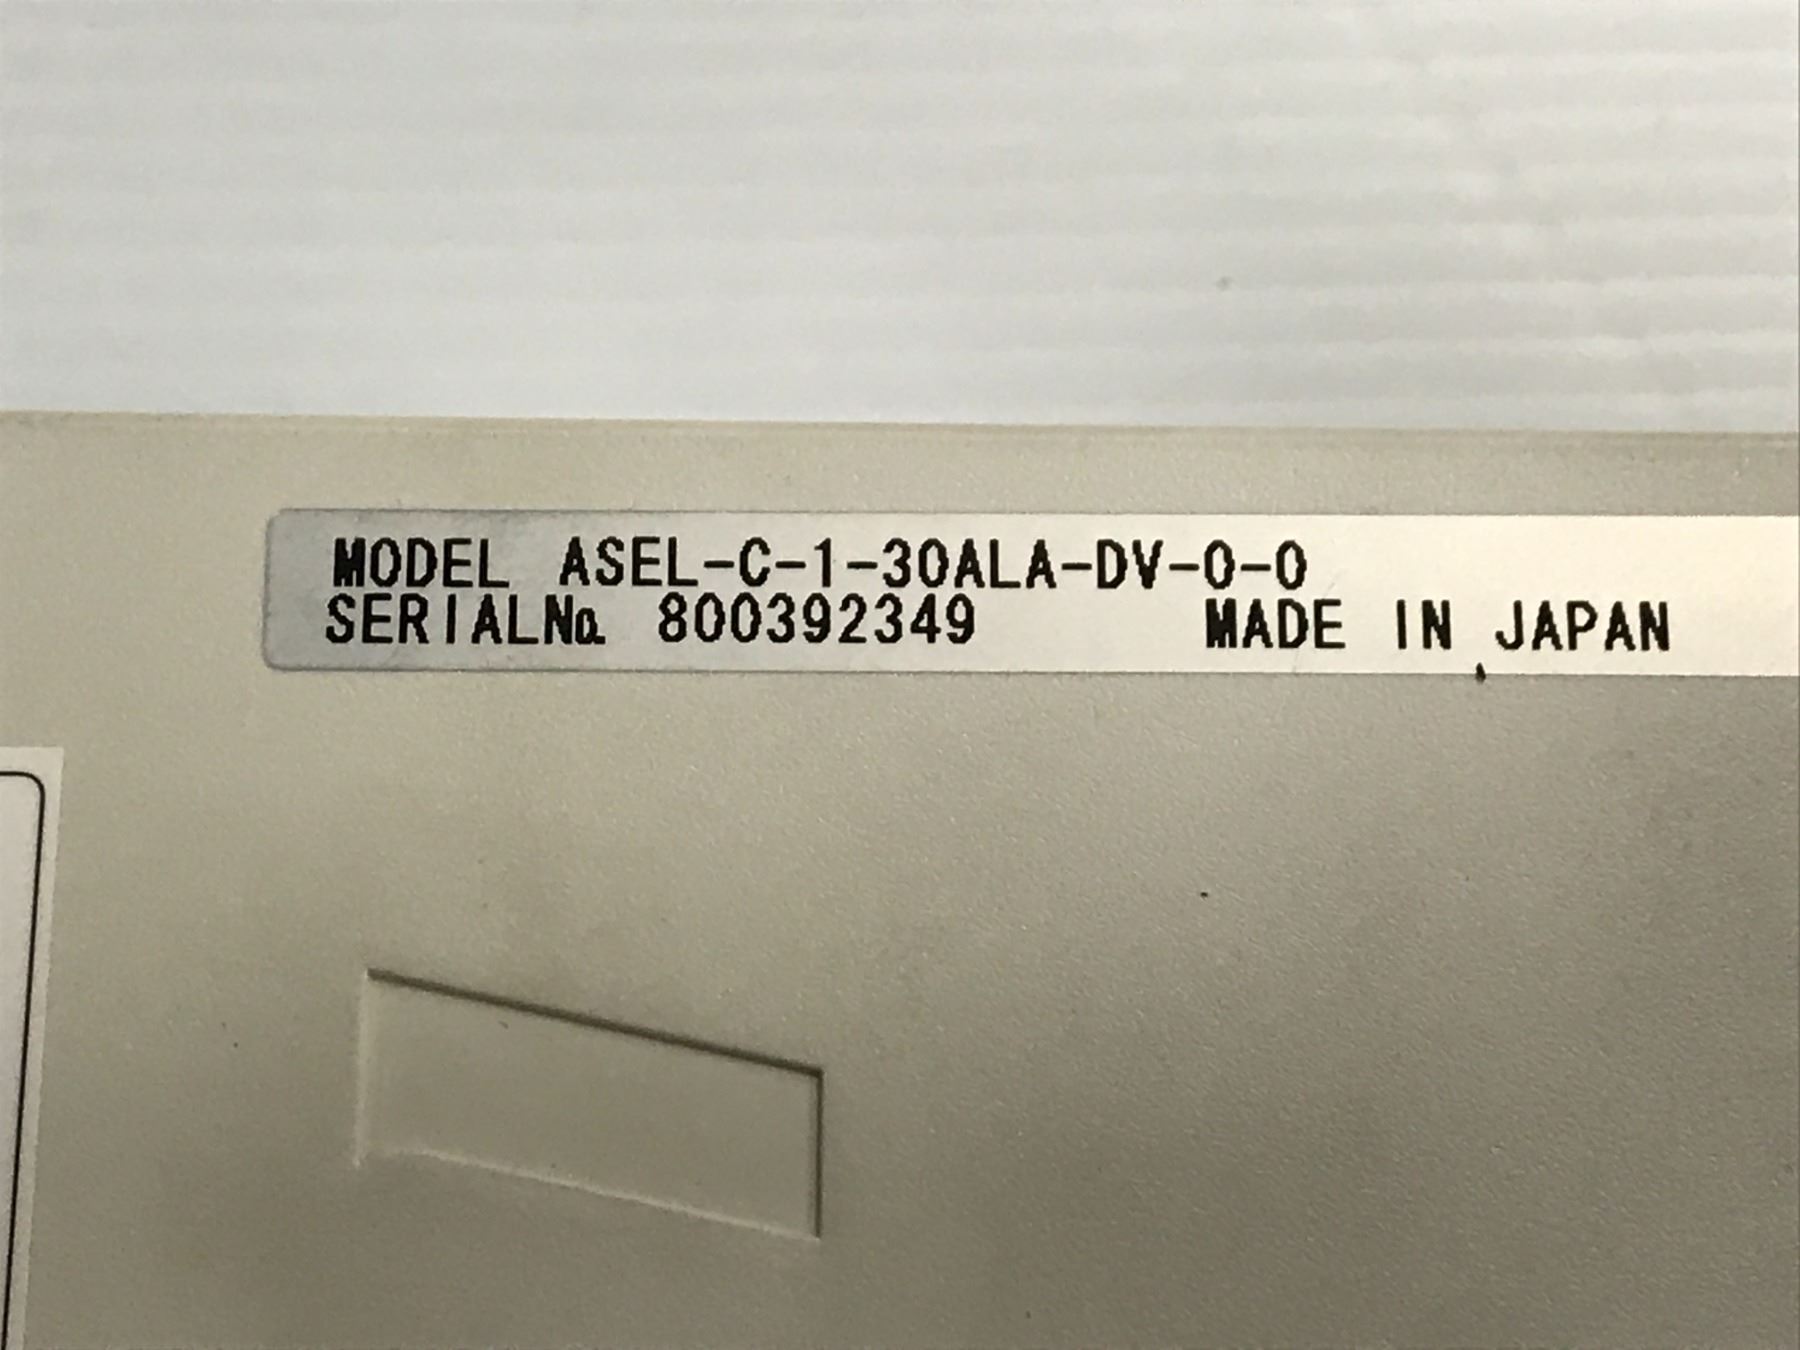 MODEL ASEL-C-1-30ALA-DV-0-0
SERIAL№ 800392349 MADE IN JAPAN